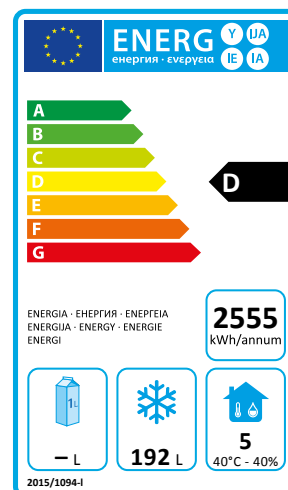 ENERG Y IJA
енергия · ενεργεια IE IA
A
B
C
D
D
E
F
G
ENERGIA · ЕНЕРГИЯ · ΕΝΕΡΓΕΙΑ
ENERGIJA · ENERGY · ENERGIE
ENERGI
2555
kWh/annum
1L
– L
192 L
5
40°C - 40%
2015/1094-I